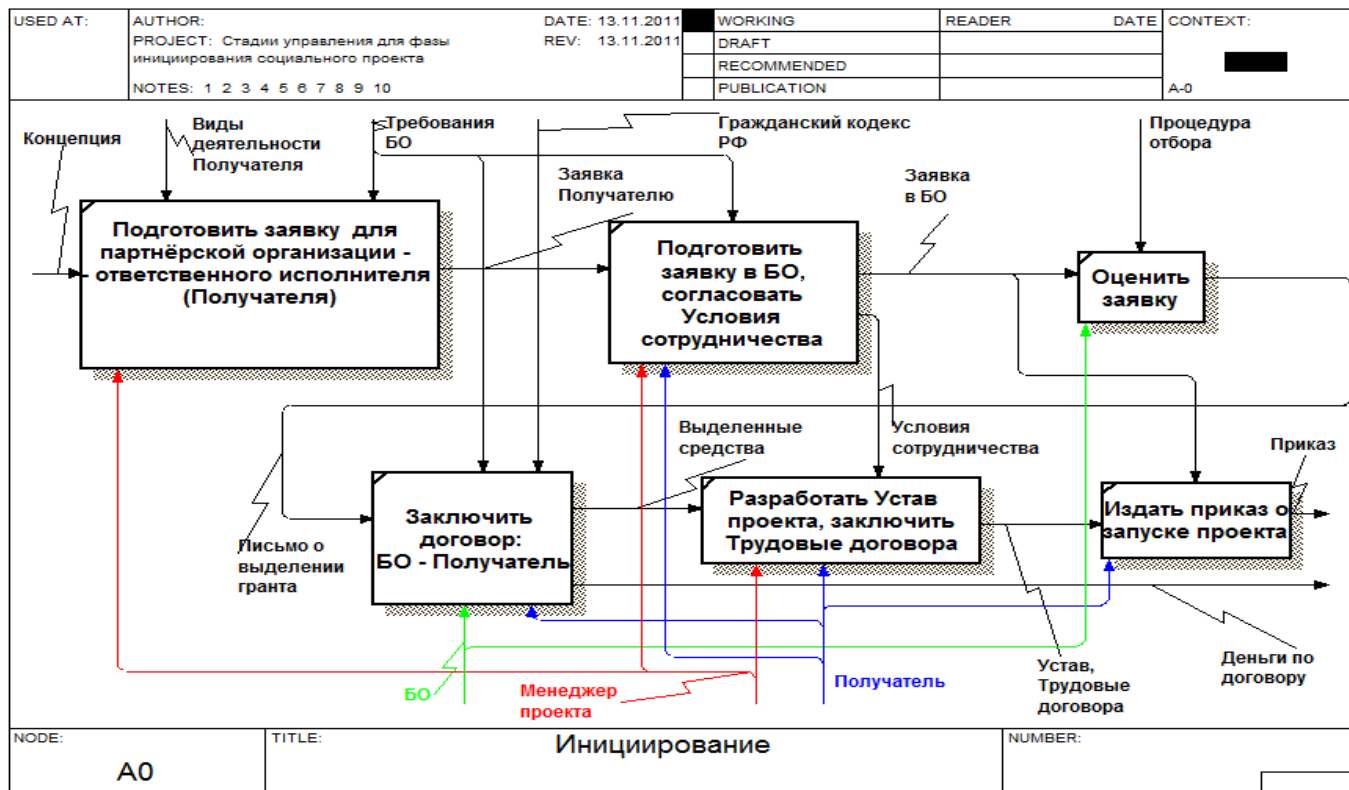 USED AT:
AUTHOR:
DATE: 13.11.2011
PROJECT: Стадии управления для фазы
инициирования социального проекта
REV: 13.11.2011
NOTES: 1 2 3 4 5 6 7 8 9 10
WORKING
DRAFT
RECOMMENDED
PUBLICATION
READER
DATE
CONTEXT:
A-0
Концепция
Виды
деятельности
Получателя
Требования
БО
Гражданский кодекс
РФ
Процедура
отбора
Заявка
Получателю
Заявка
в БО
Подготовить заявку для
партнёрской организации -
- ответственного исполнителя
(Получателя)
Подготовить
заявку в БО,
согласовать
Условия
сотрудничества
Оценить
заявку
Выделенные
средства
Условия
сотрудничества
Приказ
Заключить
договор:
БО - Получатель
Разработать Устав
проекта, заключить
Трудовые договора
Издать приказ о
запуске проекта
Письмо о
выделении
гранта
БО
Менеджер
проекта
Получатель
Устав,
Трудовые
договора
Деньги по
договору
NODE:
A0
TITLE:
Инициирование
NUMBER: